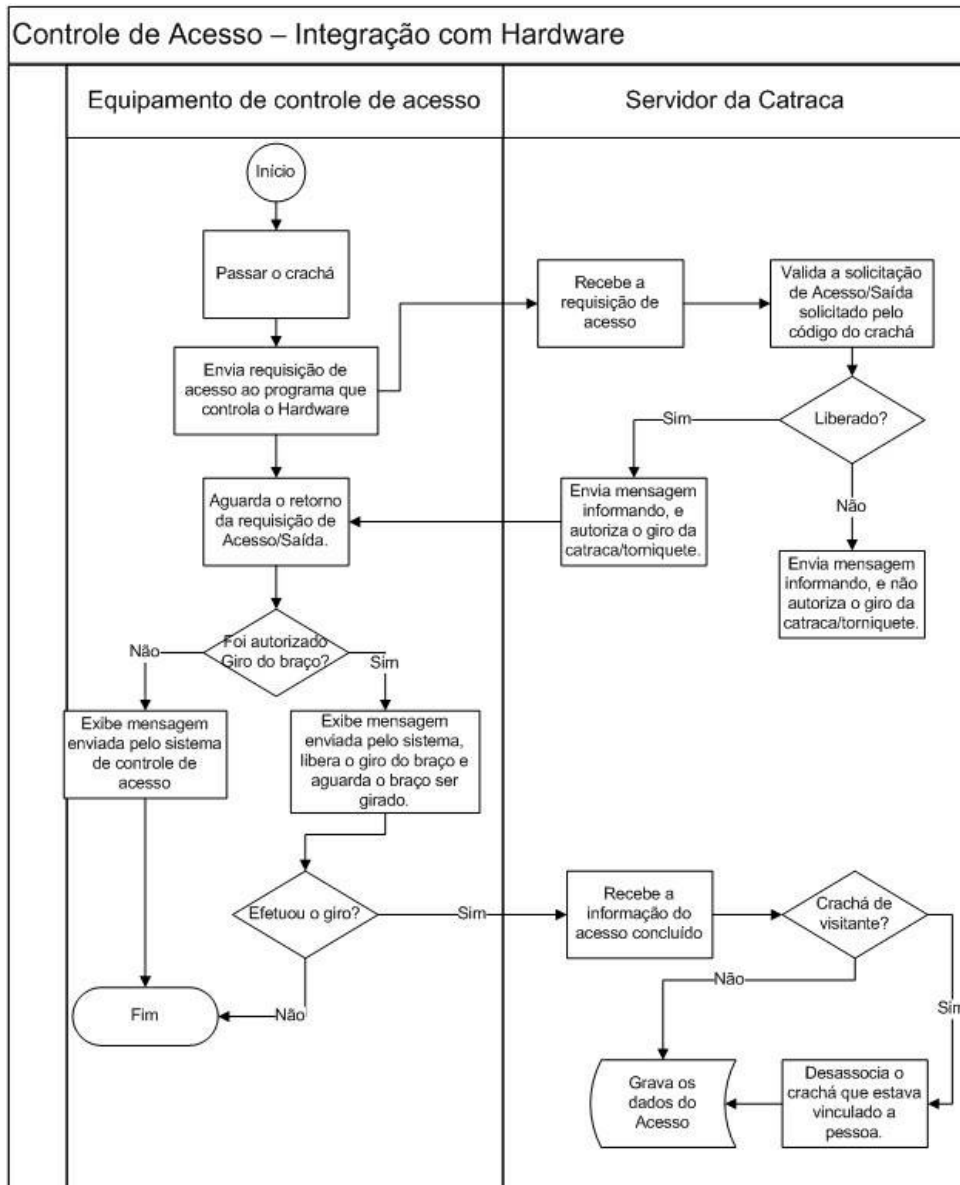 Controle de Acesso – Integração com Hardware
Equipamento de controle de acesso
Servidor da Catraca
Início
Passar o crachá
Envia requisição de
acesso ao programa que
controla o Hardware
Recebe a
requisição de
acesso
Valida a solicitação
de Acesso/Saída
solicitado pelo
código do crachá
Liberado?
Sim
Não
Envia mensagem
informando, e
autoriza o giro da
catraca/torniquete.
Envia mensagem
informando, e não
autoriza o giro da
catraca/torniquete.
Aguarda o retorno
da requisição de
Acesso/Saída.
Foi autorizado
Giro do braço?
Não
Sim
Exibe mensagem
enviada pelo sistema
de controle de
acesso
Exibe mensagem
enviada pelo sistema,
libera o giro do braço e
aguarda o braço ser
girado.
Efetuou o giro?
Sim
Não
Fim
Recebe a
informação do
acesso concluído
Crachá de
visitante?
Não
Sim
Grava os
dados do
Acesso
Desassocia o
crachá que estava
vinculado a
pessoa.